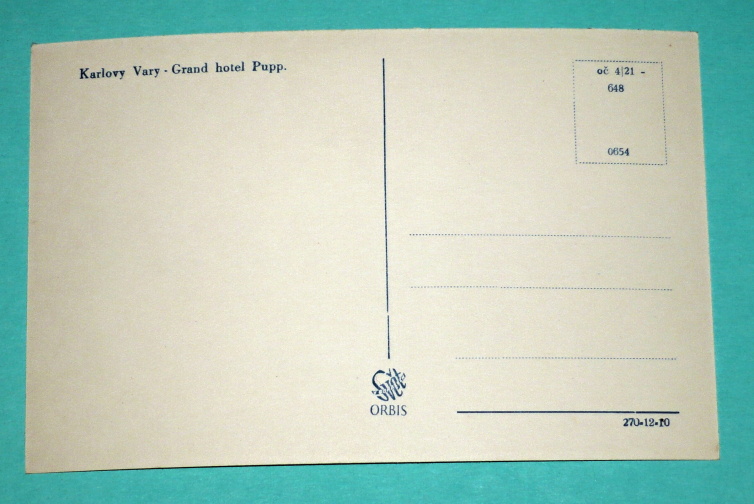 Karlovy Vary - Grand hotel Pupp.
oč 4|21 -
648
0654
Svět
ORBIS
270-12-10